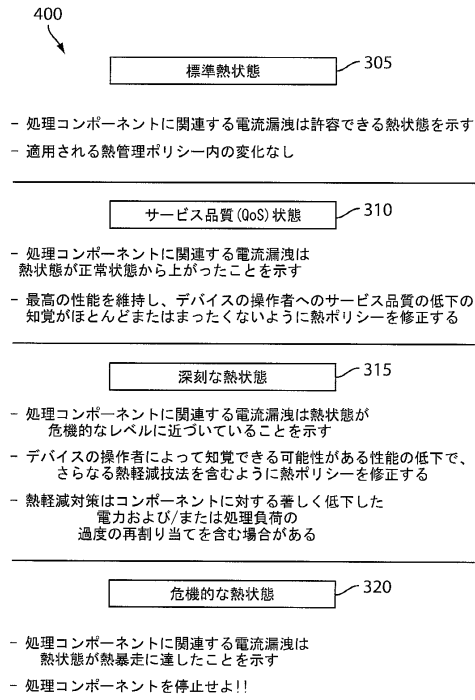 400
標準熱状態
305
- 処理コンポーネントに関連する電流漏洩は許容できる熱状態を示す
- 適用される熱管理ポリシー内の変化なし
サービス品質(QoS)状態
310
- 処理コンポーネントに関連する電流漏洩は
熱状態が正常状態から上がったことを示す
- 最高の性能を維持し、デバイスの操作者へのサービス品質の低下の
知覚がほとんどまたはまったくないように熱ポリシーを修正する
深刻な熱状態
315
- 処理コンポーネントに関連する電流漏洩は熱状態が
危機的なレベルに近づいていることを示す
- デバイスの操作者によって知覚できる可能性がある性能の低下で、
さらなる熱軽減技法を含むように熱ポリシーを修正する
- 熱軽減対策はコンポーネントに対する著しく低下した
電力および/または処理負荷の
過度の再割り当てを含む場合がある
危機的な熱状態
320
- 処理コンポーネントに関連する電流漏洩は
熱状態が熱暴走に達したことを示す
- 処理コンポーネントを停止せよ!!